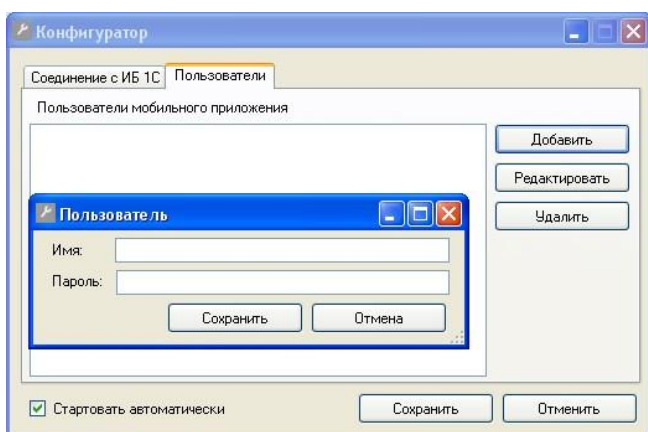 Конфигуратор
Соединение с ИБ 1С Пользователи
Пользователи мобильного приложения
Добавить
Редактировать
Удалить
Пользователь
Имя:
Пароль:
Сохранить Отмена
Стартовать автоматически Сохранить Отменить